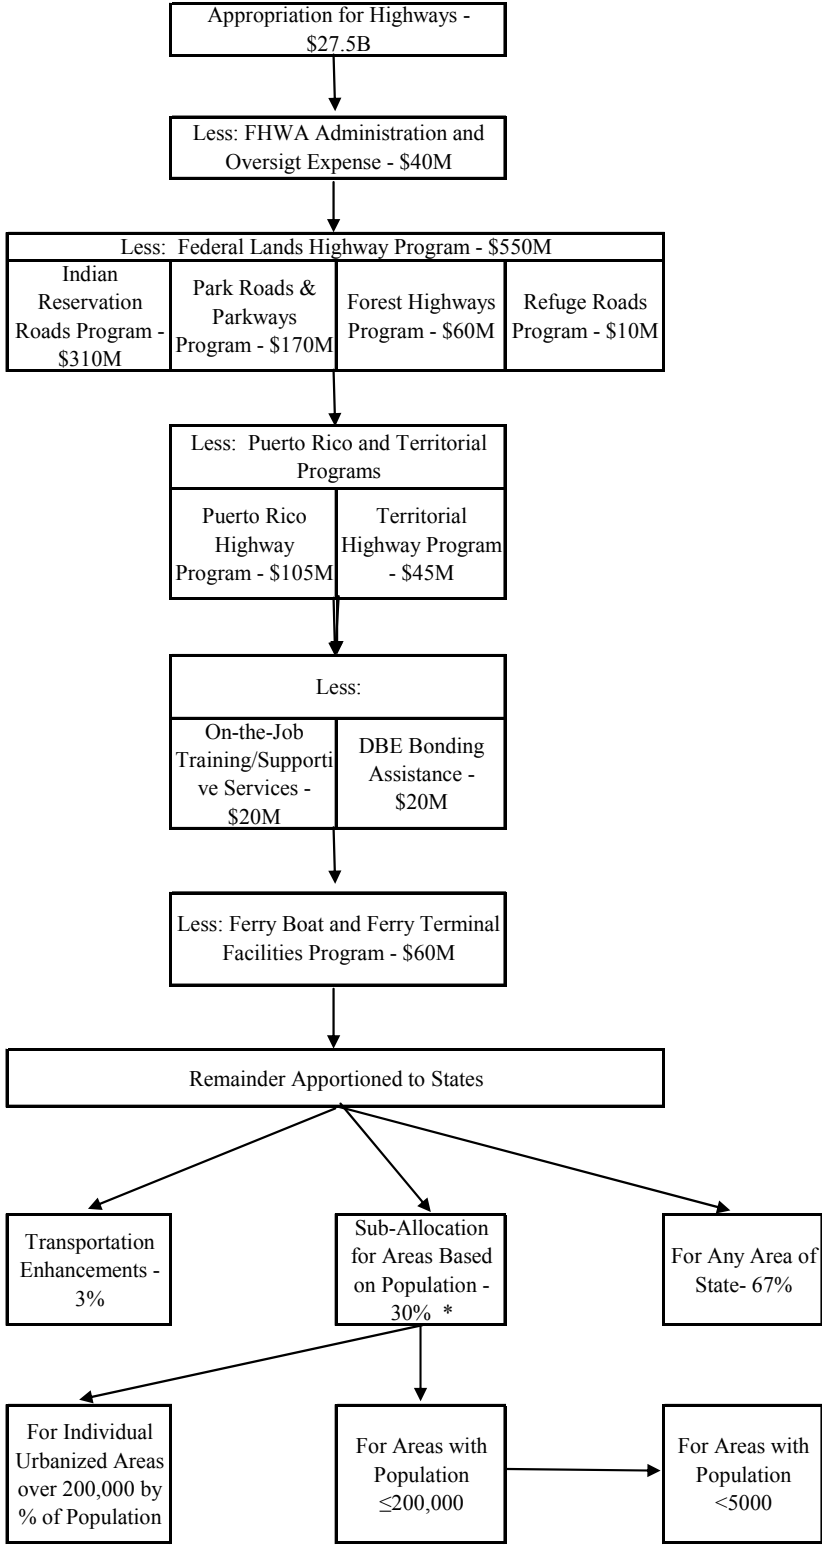 Appropriation for Highways -
$27.5B
Less: FHWA Administration and
Oversigt Expense - $40M
Less:  Federal Lands Highway Program - $550M
Indian
Reservation
Roads Program -
$310M
Park Roads &
Parkways
Program - $170M
Forest Highways
Program - $60M
Refuge Roads
Program - $10M
Less:  Puerto Rico and Territorial
Programs
Puerto Rico
Highway
Program - $105M
Territorial
Highway Program
- $45M
Less:
On-the-Job
Training/Supporti
ve Services -
$20M
DBE Bonding
Assistance -
$20M
Less: Ferry Boat and Ferry Terminal
Facilities Program - $60M
Remainder Apportioned to States
Transportation
Enhancements -
3%
Sub-Allocation
for Areas Based
on Population -
30%  *
For Any Area of
State- 67%
For Individual
Urbanized Areas
over 200,000 by
% of Population
For Areas with
Population
≤200,000
For Areas with
Population
<5000